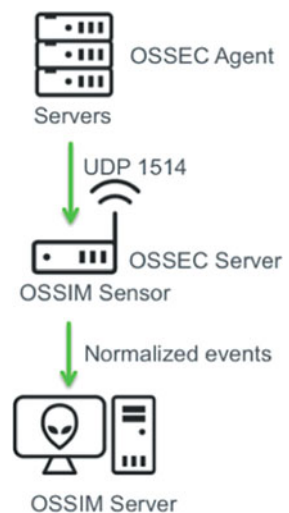 OSSEC Agent
Servers
UDP 1514
OSSEC Server
OSSIM Sensor
Normalized events
OSSIM Server